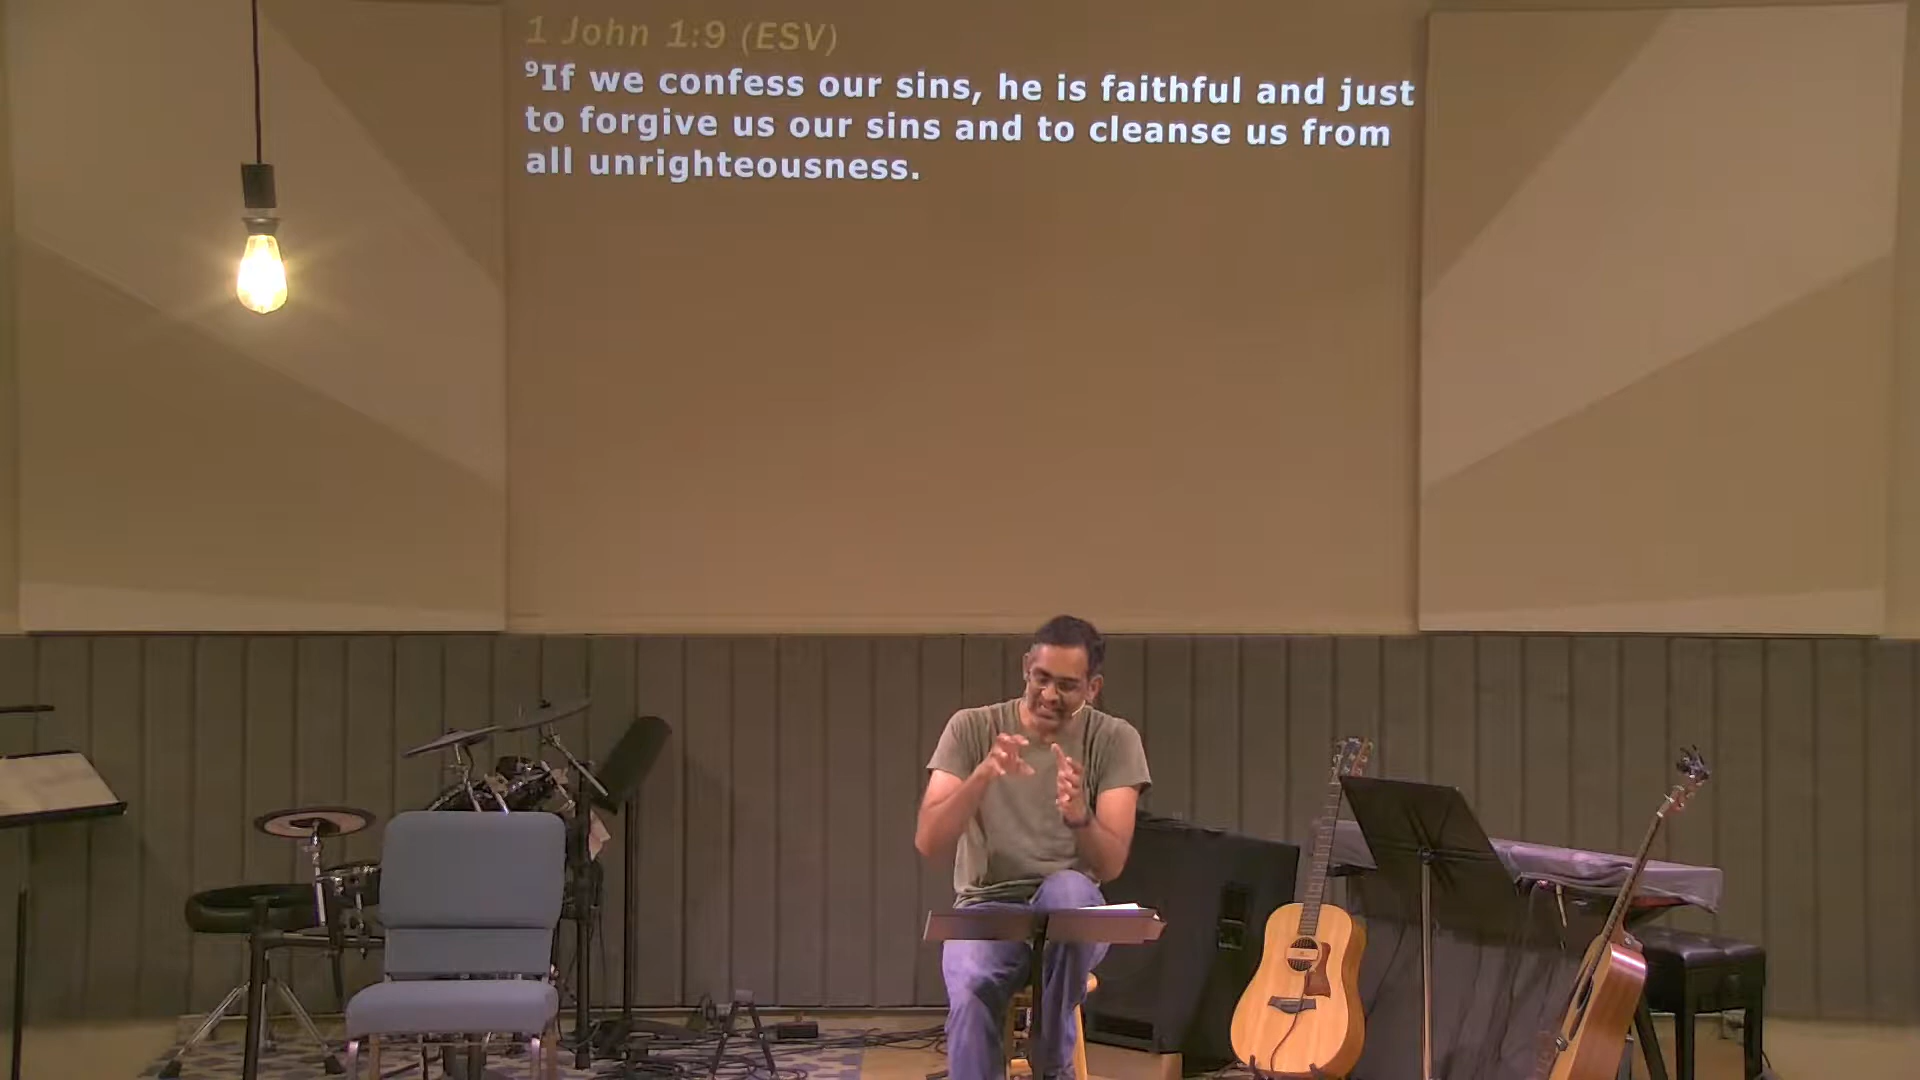 1 John 1:9 (ESV)
⁹If we confess our sins, he is faithful and just
to forgive us our sins and to cleanse us from
all unrighteousness.